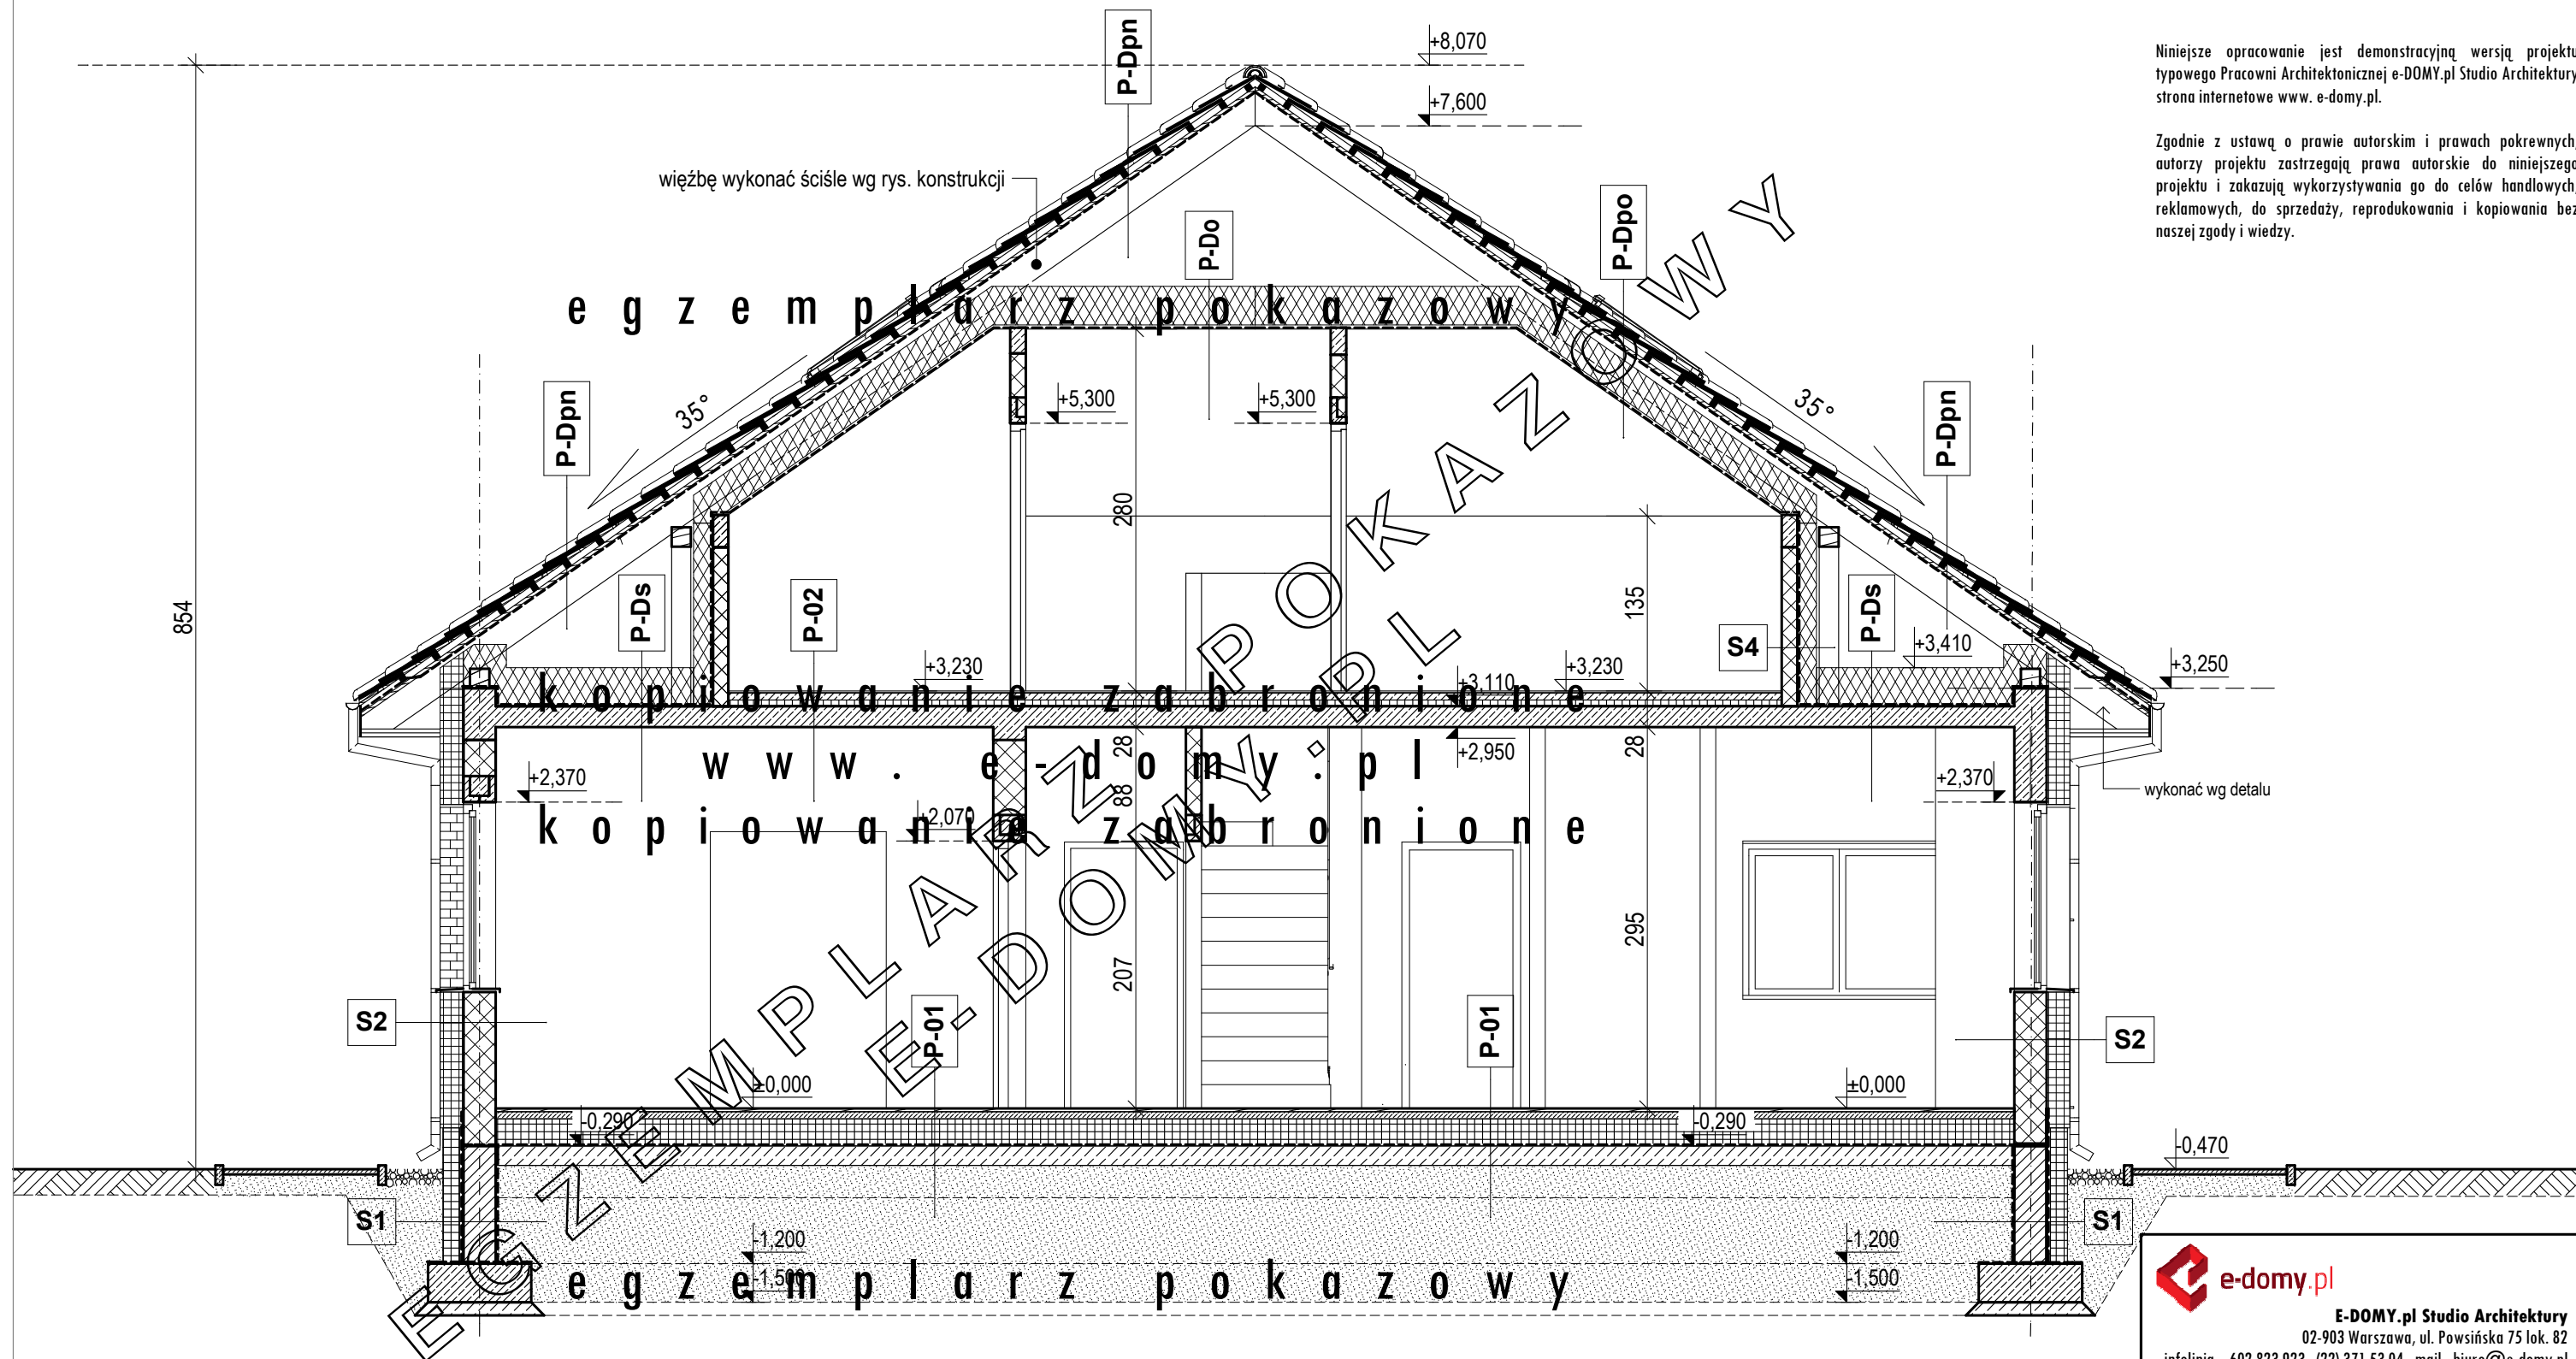 +8,070
+7,600
P-Dpn
Niniejsze opracowanie jest demonstracyjną wersją projektu
typowego Pracowni Architektonicznej e-DOMY.pl Studio Architektury
strona internetowe www. e-domy.pl.
Zgodnie z ustawą o prawie autorskim i prawach pokrewnych,
autorzy projektu zastrzegają prawa autorskie do niniejszego
projektu i zakazują wykorzystywania go do celów handlowych,
reklamowych, do sprzedaży, reprodukowania i kopiowania bez
naszej zgody i wiedzy.
więźbę wykonać ściśle wg rys. konstrukcji
P-Do
P-Dpo
egzemplarz pokazowy
35°
+5,300
+5,300
35°
P-Dpn
P-Dpn
280
854
P-Ds
P-02
135
S4
P-Ds
+3,410
+3,250
+3,230
+3,110
+3,230
kopiowanie zabronione
28
+2,950
28
www.e-domy.pl
+2,370
+2,370
wykonać wg detalu
88
+2,070
kopiowanie zabronione
295
207
S2
P-01
P-01
S2
±0,000
±0,000
-0,290
-0,290
-0,470
S1
S1
-1,200
-1,200
-1,500
-1,500
egzemplarz pokazowy
EGZEMPLARZ POKAZOWY
E-DOMY.PL
e-domy.pl
E-DOMY.pl Studio Architektury
02-903 Warszawa, ul. Powsińska 75 lok. 82